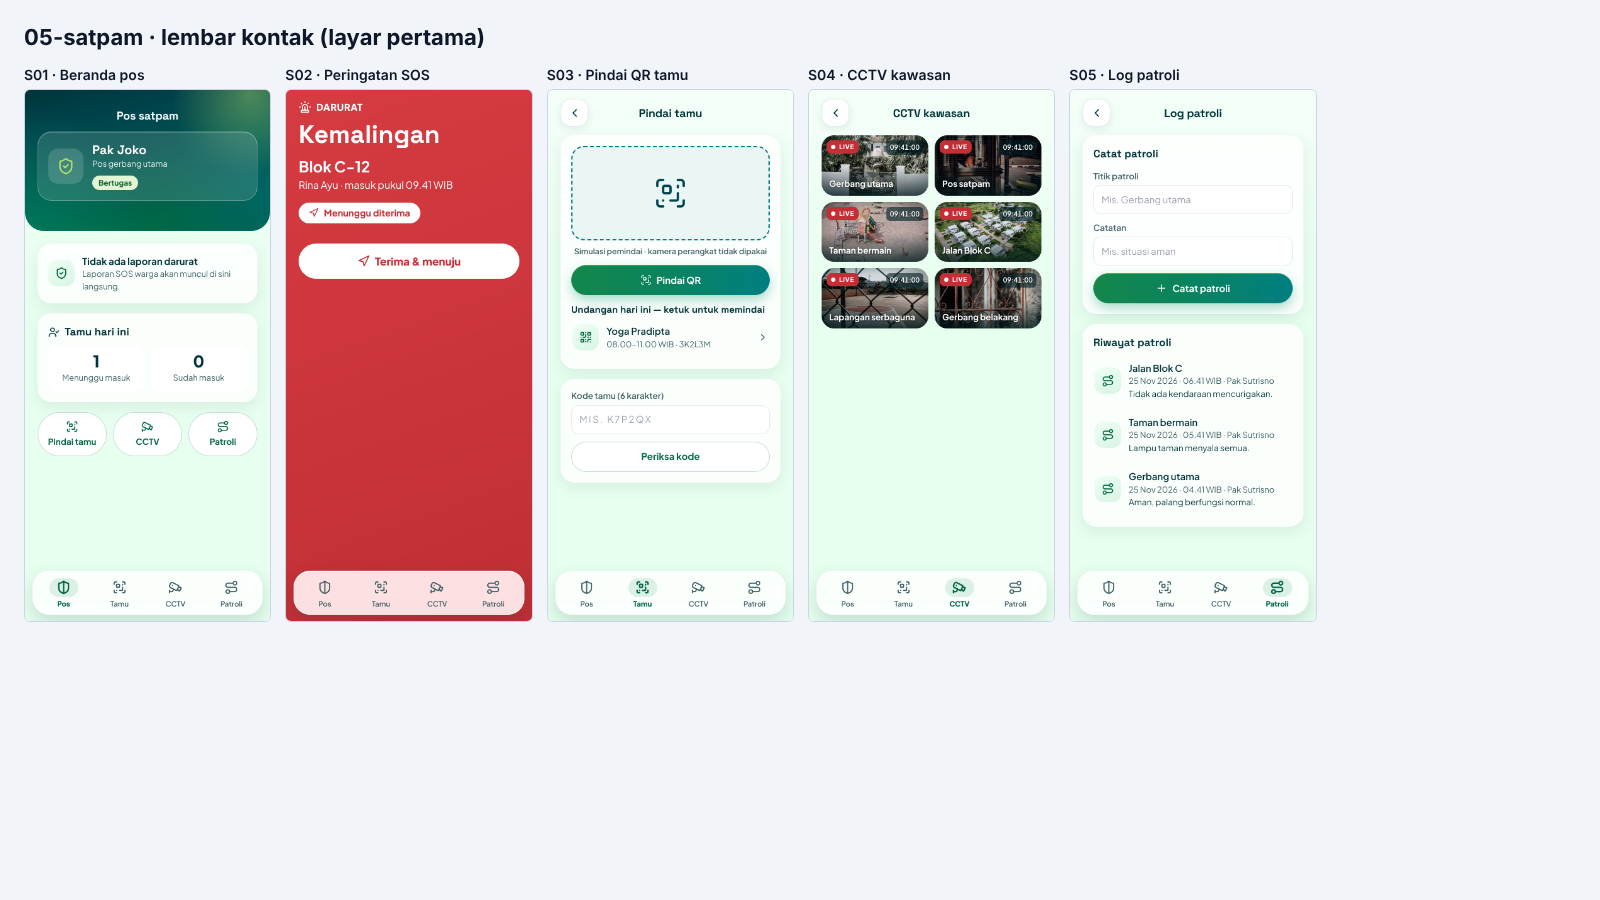 05-satpam · lembar kontak (layar pertama)
S01 · Beranda pos
Pos satpam
Pak Joko
Pos gerbang utama
Bertugas
Tidak ada laporan darurat
Laporan SOS warga akan muncul di sini
langsung.
Tamu hari ini
1
Menunggu masuk
0
Sudah masuk
Pindai tamu
CCTV
Patroli
Pos
Tamu
CCTV
Patroli
S02 · Peringatan SOS
DARURAT
Kemalingan
Blok C-12
Rina Ayu · masuk pukul 09.41 WIB
Menunggu diterima
Terima & menuju
Pos
Tamu
CCTV
Patroli
S03 · Pindai QR tamu
Pindai tamu
Simulasi pemindai · kamera perangkat tidak dipakai
Pindai QR
Undangan hari ini — ketuk untuk memindai
Yoga Pradipta
08.00–11.00 WIB · 3K2L3M
Kode tamu (6 karakter)
MIS. K7P2QX
Periksa kode
Pos
Tamu
CCTV
Patroli
S04 · CCTV kawasan
CCTV kawasan
LIVE
09:41:00
Gerbang utama
LIVE
09:41:00
Pos satpam
LIVE
09:41:00
Taman bermain
LIVE
09:41:00
Jalan Blok C
LIVE
09:41:00
Lapangan serbaguna
LIVE
09:41:00
Gerbang belakang
Pos
Tamu
CCTV
Patroli
S05 · Log patroli
Log patroli
Catat patroli
Titik patroli
Mis. Gerbang utama
Catatan
Mis. situasi aman
Catat patroli
Riwayat patroli
Jalan Blok C
25 Nov 2026 · 06.41 WIB · Pak Sutrisno
Tidak ada kendaraan mencurigakan.
Taman bermain
25 Nov 2026 · 05.41 WIB · Pak Sutrisno
Lampu taman menyala semua.
Gerbang utama
25 Nov 2026 · 04.41 WIB · Pak Sutrisno
Aman, palang berfungsi normal.
Pos
Tamu
CCTV
Patroli